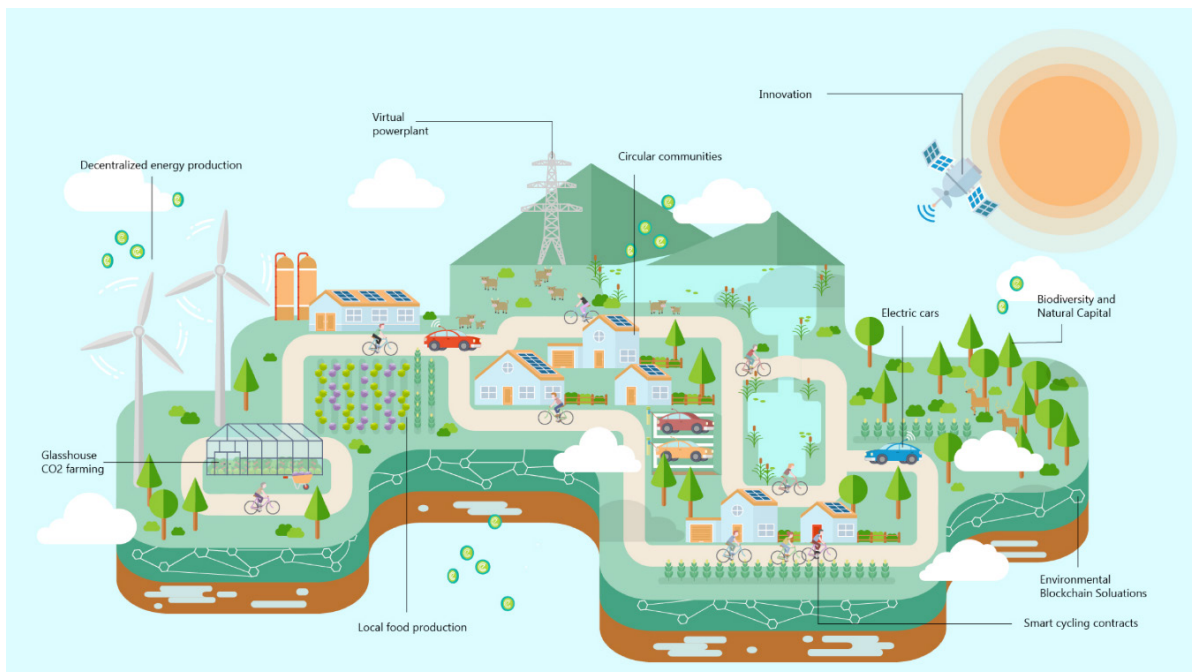 Innovation
Virtual
powerplant
Circular communities
Decentralized energy production
Biodiversity and
Natural Capital
Electric cars
Glasshouse
CO2 farming
Environmental
Blockchain Soluations
Local food production
Smart cycling contracts